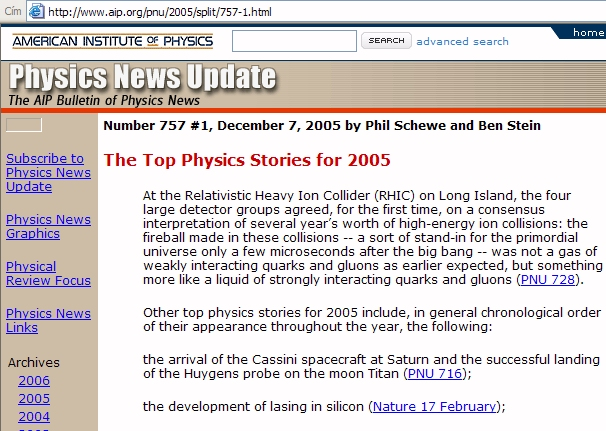 Cím
http://www.aip.org/pnu/2005/split/757-1.html
AMERICAN INSTITUTE OF PHYSICS
SEARCH
advanced search
home
Physics News Update
The AIP Bulletin of Physics News
Subscribe to
Physics News
Update
Physics News
Graphics
Physical
Review Focus
Physics News
Links
Archives
2006
2005
2004
Number 757 #1, December 7, 2005 by Phil Schewe and Ben Stein
The Top Physics Stories for 2005
At the Relativistic Heavy Ion Collider (RHIC) on Long Island, the four
large detector groups agreed, for the first time, on a consensus
interpretation of several year´s worth of high-energy ion collisions: the
fireball made in these collisions -- a sort of stand-in for the primordial
universe only a few microseconds after the big bang -- was not a gas of
weakly interacting quarks and gluons as earlier expected, but something
more like a liquid of strongly interacting quarks and gluons (PNU 728).
Other top physics stories for 2005 include, in general chronological order
of their appearance throughout the year, the following:
the arrival of the Cassini spacecraft at Saturn and the successful landing
of the Huygens probe on the moon Titan (PNU 716);
the development of lasing in silicon (Nature 17 February);